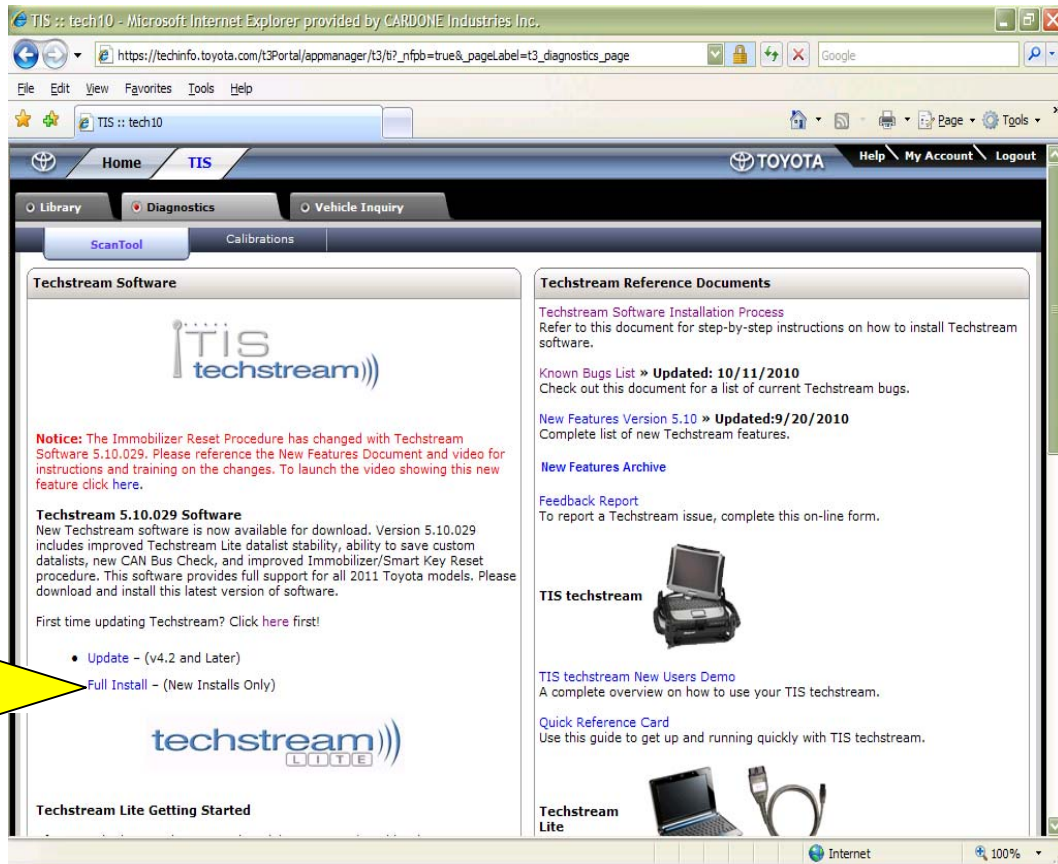 TIS :: tech10 - Microsoft Internet Explorer provided by CARDONE Industries Inc.
https://techinfo.toyota.com/t3Portal/appmanager/t3/ti?_nfpb=true&_pageLabel=t3_diagnostics_page
Google
File Edit View Favorites Tools Help
TIS :: tech10
Page Tools
Home TIS
TOYOTA Help My Account Logout
Library Diagnostics Vehicle Inquiry
ScanTool Calibrations
Techstream Software
TIS
techstream
Notice: The Immobilizer Reset Procedure has changed with Techstream
Software 5.10.029. Please reference the New Features Document and video for
instructions and training on the changes. To launch the video showing this new
feature click here.
Techstream 5.10.029 Software
New Techstream software is now available for download. Version 5.10.029
includes improved Techstream Lite datalist stability, ability to save custom
datalists, new CAN Bus Check, and improved Immobilizer/Smart Key Reset
procedure. This software provides full support for all 2011 Toyota models. Please
download and install this latest version of software.
First time updating Techstream? Click here first!
• Update – (v4.2 and Later)
Full Install – (New Installs Only)
techstream
LITE
Techstream Lite Getting Started
Techstream Reference Documents
Techstream Software Installation Process
Refer to this document for step-by-step instructions on how to install Techstream
software.
Known Bugs List » Updated: 10/11/2010
Check out this document for a list of current Techstream bugs.
New Features Version 5.10 » Updated:9/20/2010
Complete list of new Techstream features.
New Features Archive
Feedback Report
To report a Techstream issue, complete this on-line form.
TIS techstream
TIS techstream New Users Demo
A complete overview on how to use your TIS techstream.
Quick Reference Card
Use this guide to get up and running quickly with TIS techstream.
Techstream
Lite
Internet 100%